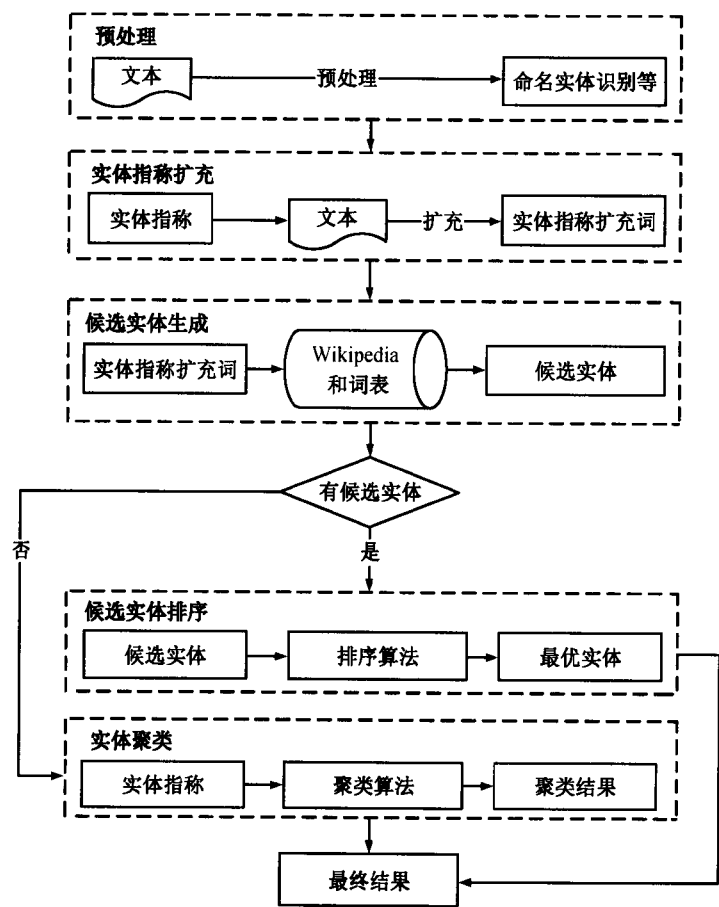 预处理
文本
预处理
命名实体识别等
实体指称扩充
实体指称
文本
扩充
实体指称扩充词
候选实体生成
实体指称扩充词
Wikipedia
和词表
候选实体
有候选实体
否
是
候选实体排序
候选实体
排序算法
最优实体
实体聚类
实体指称
聚类算法
聚类结果
最终结果